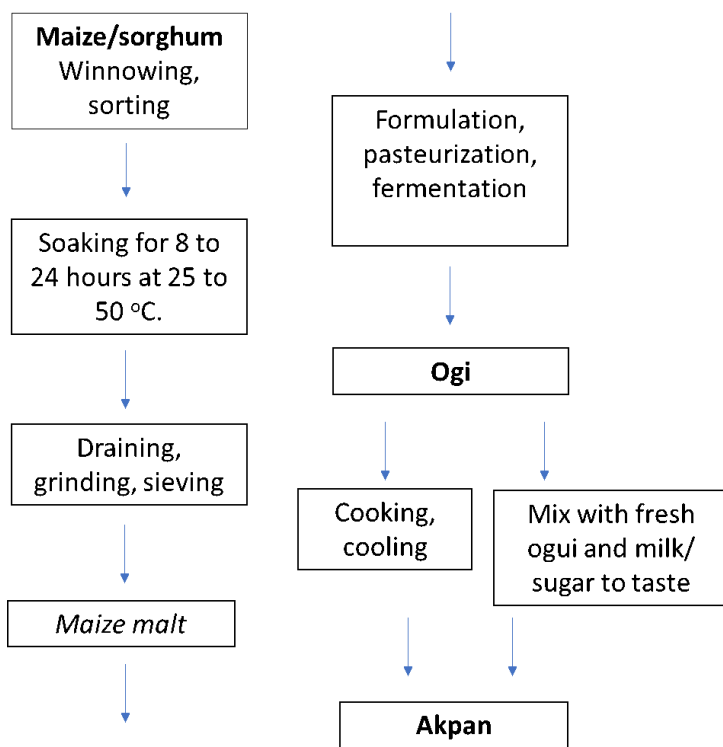 Maize/sorghum
Winnowing,
sorting
Soaking for 8 to
24 hours at 25 to
50 °C.
Draining,
grinding, sieving
Maize malt
Formulation,
pasteurization,
fermentation
Ogi
Cooking,
cooling
Mix with fresh
ogui and milk/
sugar to taste
Akpan